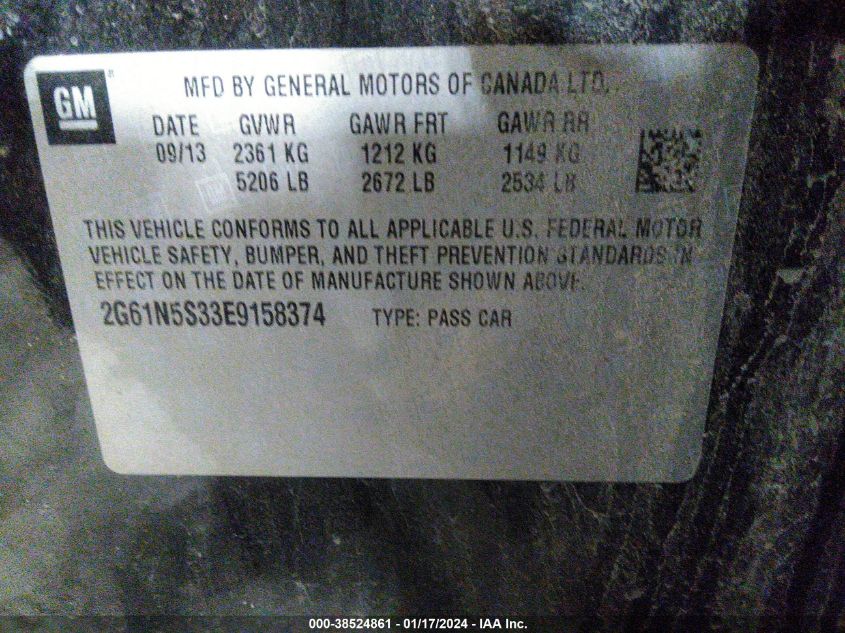 GM ®
MFD BY GENERAL MOTORS OF CANADA LTD.
DATE GVWR GAWR FRT GAWR RR
09/13 2361 KG 1212 KG 1149 KG
5206 LB 2672 LB 2534 LB
THIS VEHICLE CONFORMS TO ALL APPLICABLE U.S. FEDERAL MOTOR
VEHICLE SAFETY, BUMPER, AND THEFT PREVENTION STANDARDS IN
EFFECT ON THE DATE OF MANUFACTURE SHOWN ABOVE.
2G61N5S33E9158374 TYPE: PASS CAR
000-38524861 - 01/17/2024 - IAA Inc.